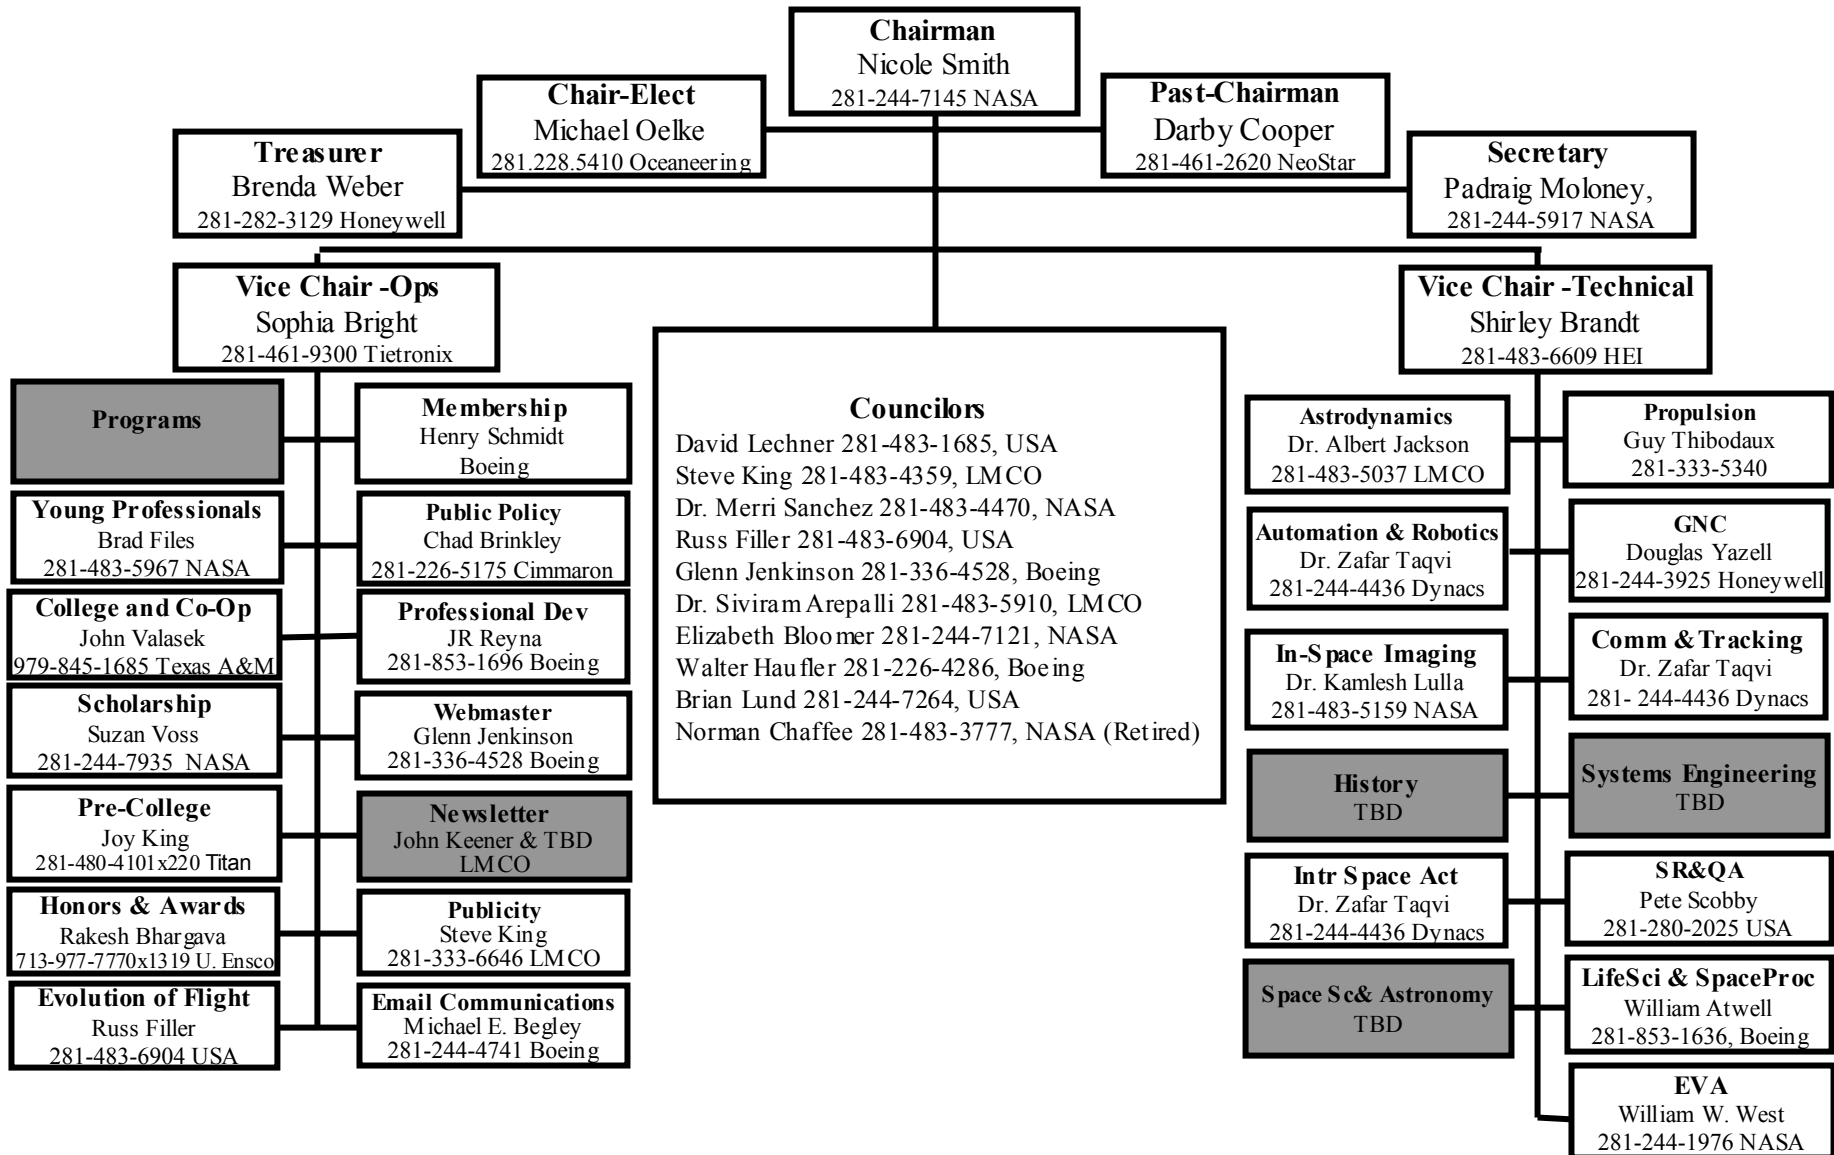 Chairman
Nicole Smith
281-244-7145 NASA
Chair-Elect
Michael Oelke
281.228.5410 Oceaneering
Past-Chairman
Darby Cooper
281-461-2620 NeoStar
Treasurer
Brenda Weber
281-282-3129 Honeywell
Secretary
Padraig Moloney,
281-244-5917 NASA
Vice Chair -Ops
Sophia Bright
281-461-9300 Tietronix
Vice Chair -Technical
Shirley Brandt
281-483-6609 HEI
Programs
Membership
Henry Schmidt
Boeing
Young Professionals
Brad Files
281-483-5967 NASA
Public Policy
Chad Brinkley
281-226-5175 Cimmaron
College and Co-Op
John Valasek
979-845-1685 Texas A&M
Professional Dev
JR Reyna
281-853-1696 Boeing
Scholarship
Suzan Voss
281-244-7935 NASA
Webmaster
Glenn Jenkinson
281-336-4528 Boeing
Pre-College
Joy King
281-480-4101x220 Titan
Newsletter
John Keener & TBD
LMCO
Honors & Awards
Rakesh Bhargava
713-977-7770x1319 U. Ensco
Publicity
Steve King
281-333-6646 LMCO
Evolution of Flight
Russ Filler
281-483-6904 USA
Email Communications
Michael E. Begley
281-244-4741 Boeing
Councilors
David Lechner 281-483-1685, USA
Steve King 281-483-4359, LMCO
Dr. Merri Sanchez 281-483-4470, NASA
Russ Filler 281-483-6904, USA
Glenn Jenkinson 281-336-4528, Boeing
Dr. Siviram Arepalli 281-483-5910, LMCO
Elizabeth Bloomer 281-244-7121, NASA
Walter Haufler 281-226-4286, Boeing
Brian Lund 281-244-7264, USA
Norman Chaffee 281-483-3777, NASA (Retired)
Astrodynamics
Dr. Albert Jackson
281-483-5037 LMCO
Propulsion
Guy Thibodaux
281-333-5340
Automation & Robotics
Dr. Zafar Taqvi
281-244-4436 Dynacs
GNC
Douglas Yazell
281-244-3925 Honeywell
In-Space Imaging
Dr. Kamlesh Lulla
281-483-5159 NASA
Comm & Tracking
Dr. Zafar Taqvi
281- 244-4436 Dynacs
History
TBD
Systems Engineering
TBD
Intr Space Act
Dr. Zafar Taqvi
281-244-4436 Dynacs
SR&QA
Pete Scobby
281-280-2025 USA
Space Sc& Astronomy
TBD
LifeSci & SpaceProc
William Atwell
281-853-1636, Boeing
EVA
William W. West
281-244-1976 NASA